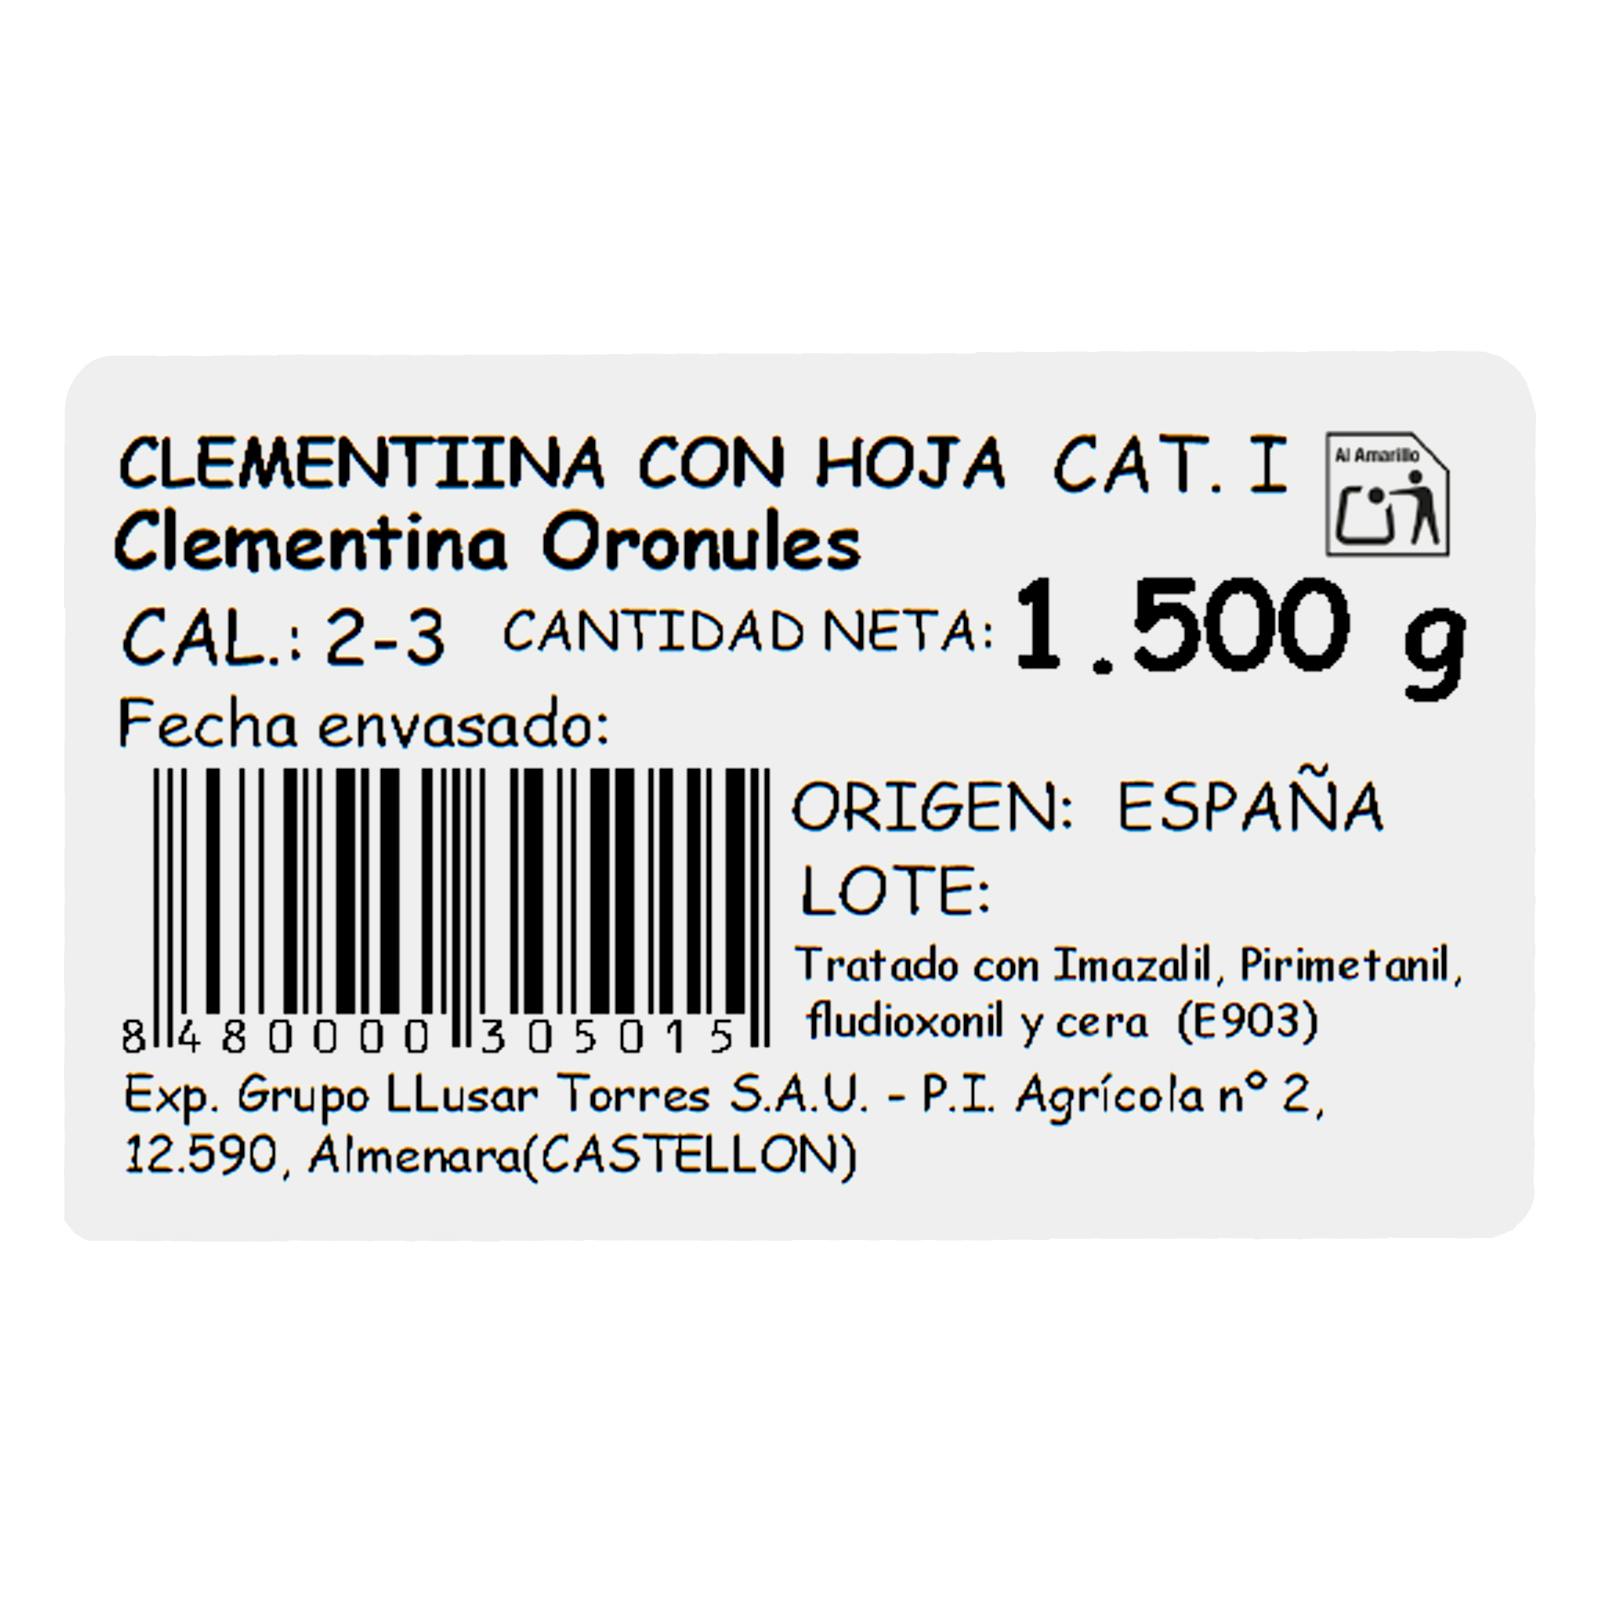 CLEMENTIINA CON HOJA CAT. I
Al Amarillo
Clementina Oronules
CAL.: 2-3 CANTIDAD NETA: 1.500 g
Fecha envasado:
ORIGEN: ESPAÑA
LOTE:
Tratado con Imazalil, Pirimetanil,
fludioxonil y cera (E903)
8 480000 305015
Exp. Grupo LLusar Torres S.A.U. - P.I. Agrícola nº 2,
12.590, Almenara(CASTELLON)